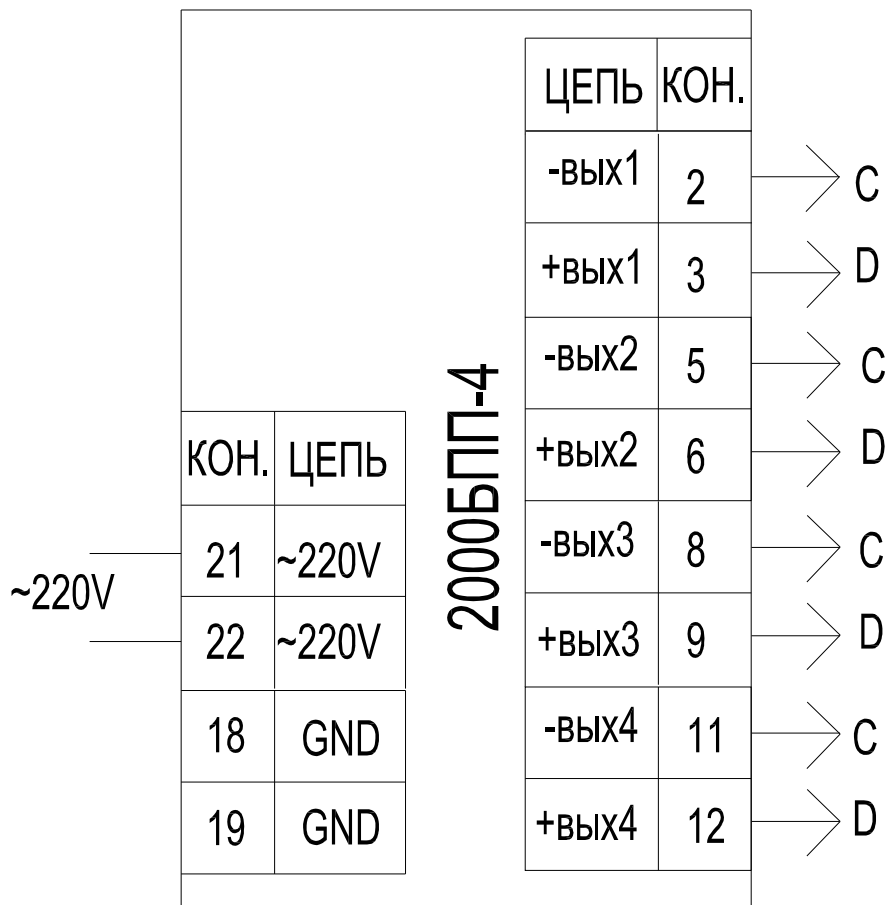 ЦЕПЬ КОН.
-вых1 2 C
+вых1 3 D
-вых2 5 C
+вых2 6 D
-вых3 8 C
+вых3 9 D
-вых4 11 C
+вых4 12 D
2000БПП-4
КОН. ЦЕПЬ
21 ~220V
~220V
22 ~220V
18 GND
19 GND